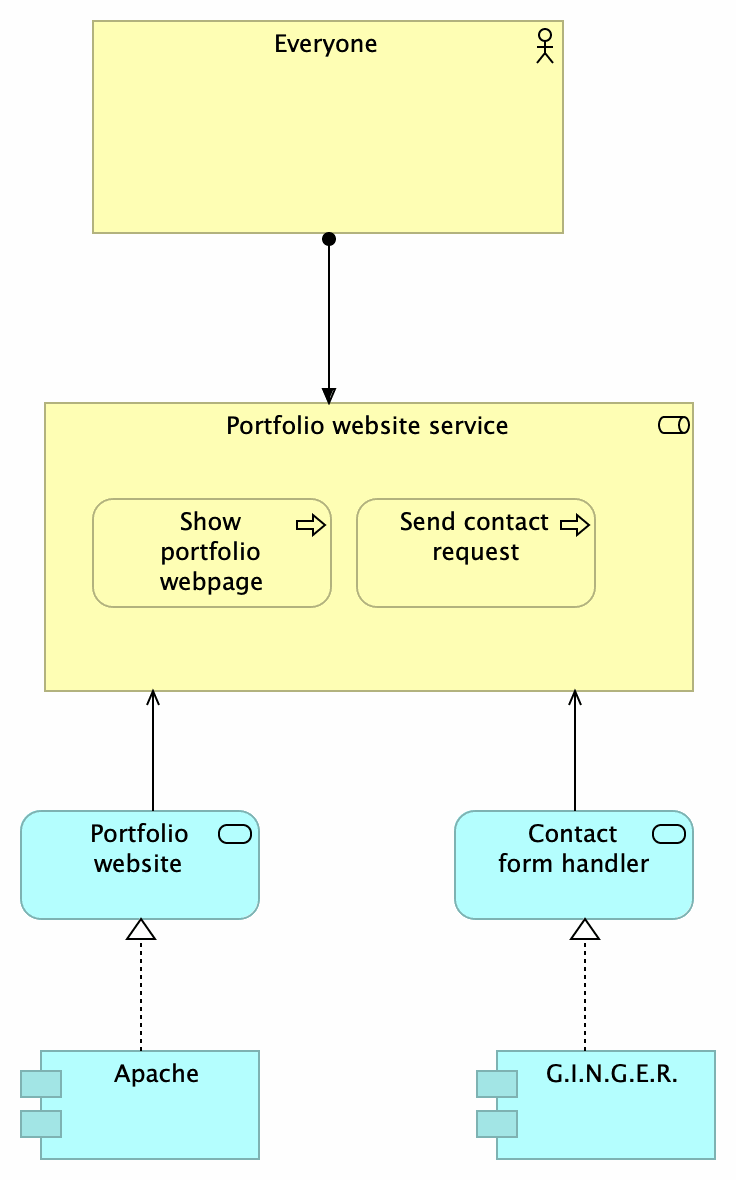 Everyone
Portfolio website service
Show
portfolio
webpage
Send contact
request
Portfolio
website
Contact
form handler
Apache
G.I.N.G.E.R.